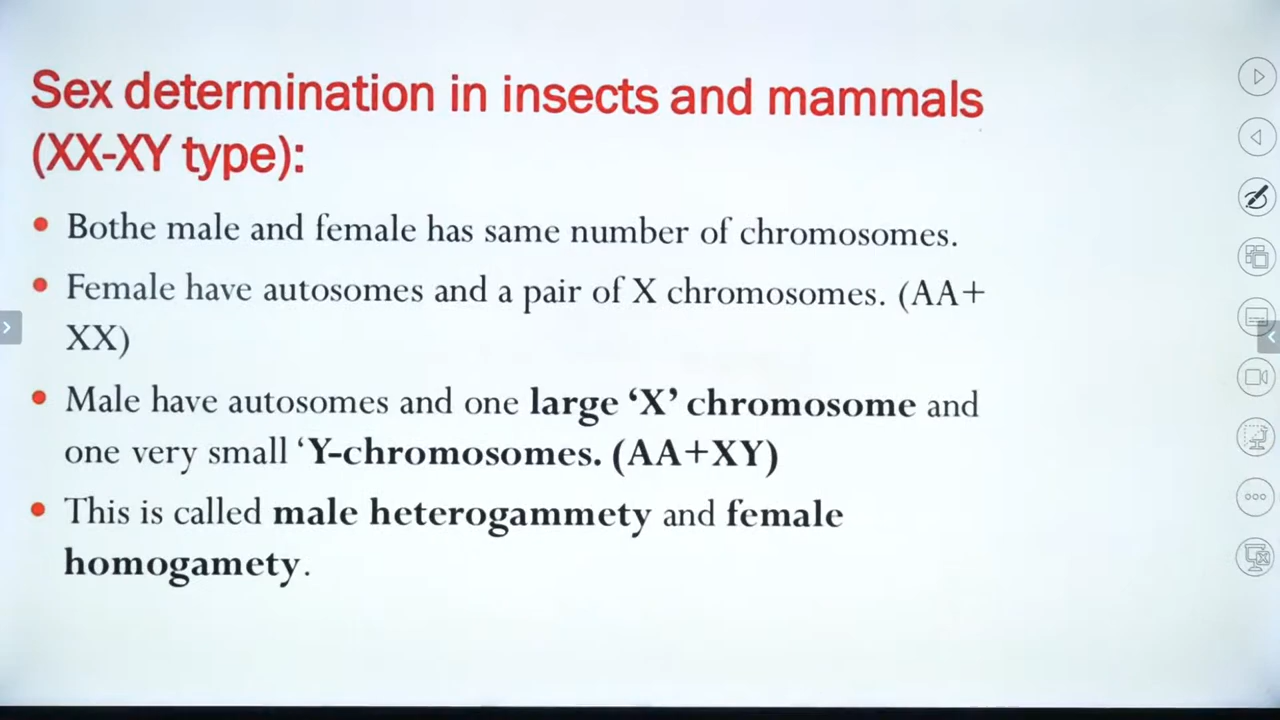 Sex determination in insects and mammals
(XX-XY type):
• Bothe male and female has same number of chromosomes.
• Female have autosomes and a pair of X chromosomes. (AA+
XX)
• Male have autosomes and one large ‘X’ chromosome and
one very small ‘Y-chromosomes. (AA+XY)
• This is called male heterogammety and female
homogamety.